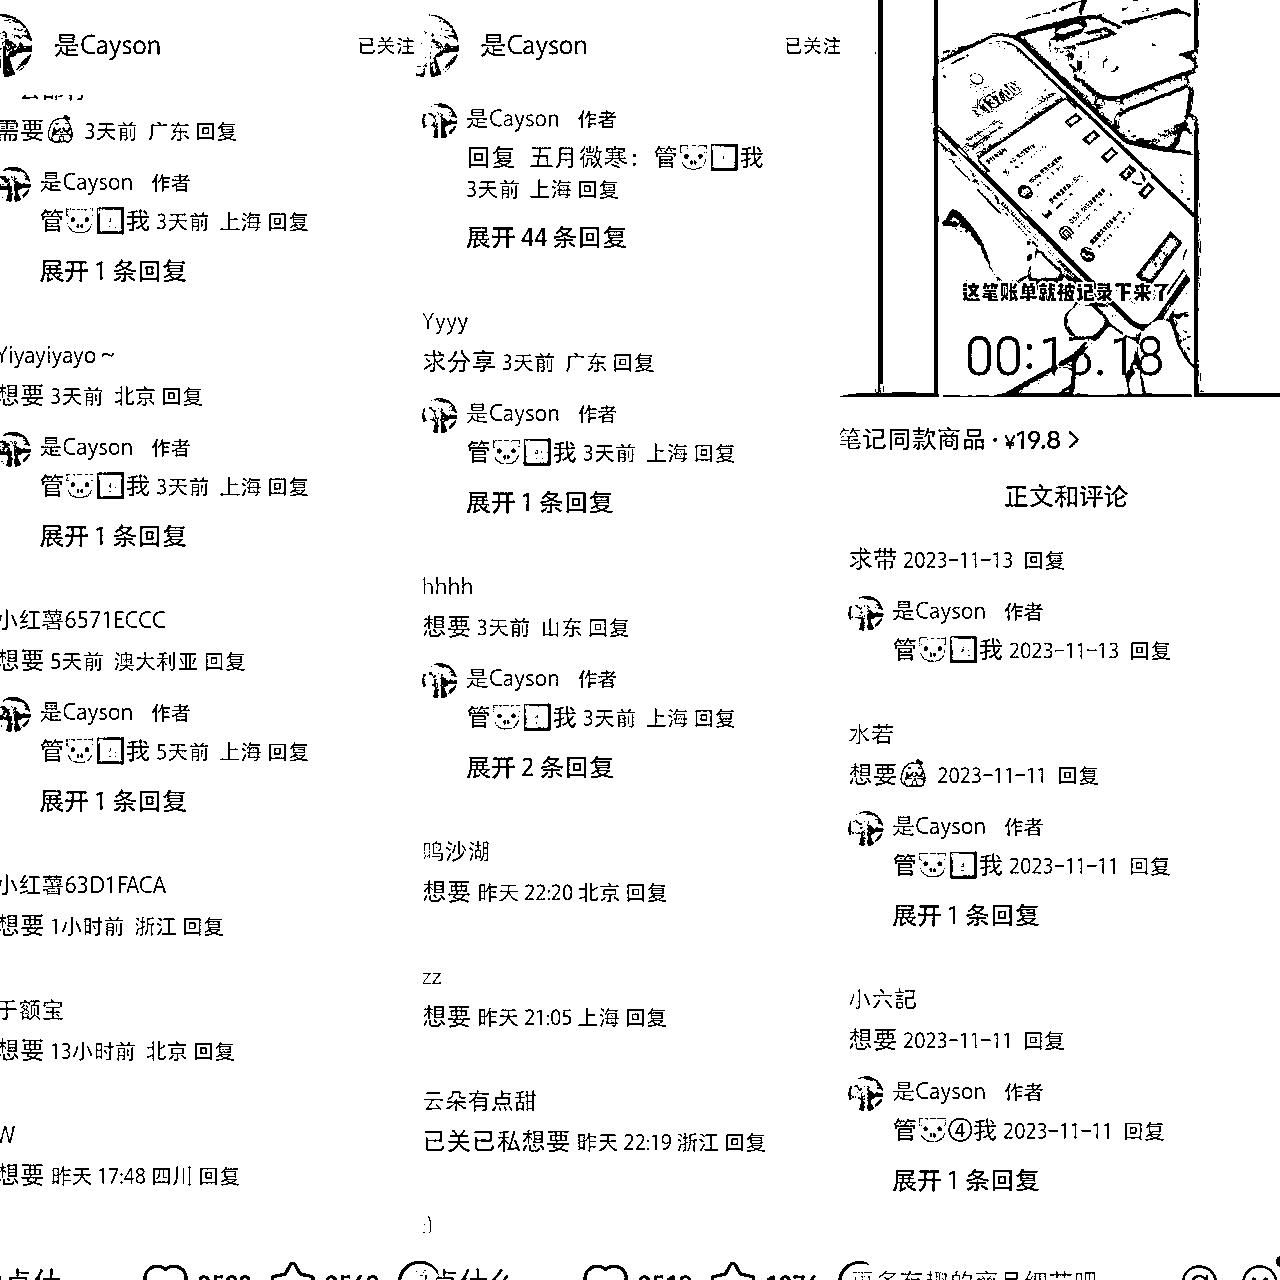 是Cayson
已关注
需要 3天前 广东 回复
是Cayson 作者
管我 3天前 上海 回复
展开 1 条回复
Yiyayiyayo ~
想要 3天前 北京 回复
是Cayson 作者
管我 3天前 上海 回复
展开 1 条回复
小红薯6571ECCC
想要 5天前 澳大利亚 回复
是Cayson 作者
管我 5天前 上海 回复
展开 1 条回复
小红薯63D1FACA
想要 1小时前 浙江 回复
于额宝
想要 13小时前 北京 回复
W
想要 昨天 17:48 四川 回复
是Cayson
已关注
是Cayson 作者
回复 五月微寒：管我
3天前 上海 回复
展开 44 条回复
Yyyy
求分享 3天前 广东 回复
是Cayson 作者
管我 3天前 上海 回复
展开 1 条回复
hhhh
想要 3天前 山东 回复
是Cayson 作者
管我 3天前 上海 回复
展开 2 条回复
鸣沙湖
想要 昨天 22:20 北京 回复
zz
想要 昨天 21:05 上海 回复
云朵有点甜
已关已私想要 昨天 22:19 浙江 回复
这笔账单就被记录下来了
00:13.18
笔记同款商品 · ¥19.8 >
正文和评论
求带 2023-11-13 回复
是Cayson 作者
管我 2023-11-13 回复
水若
想要 2023-11-11 回复
是Cayson 作者
管我 2023-11-11 回复
展开 1 条回复
小六記
想要 2023-11-11 回复
是Cayson 作者
管④我 2023-11-11 回复
展开 1 条回复